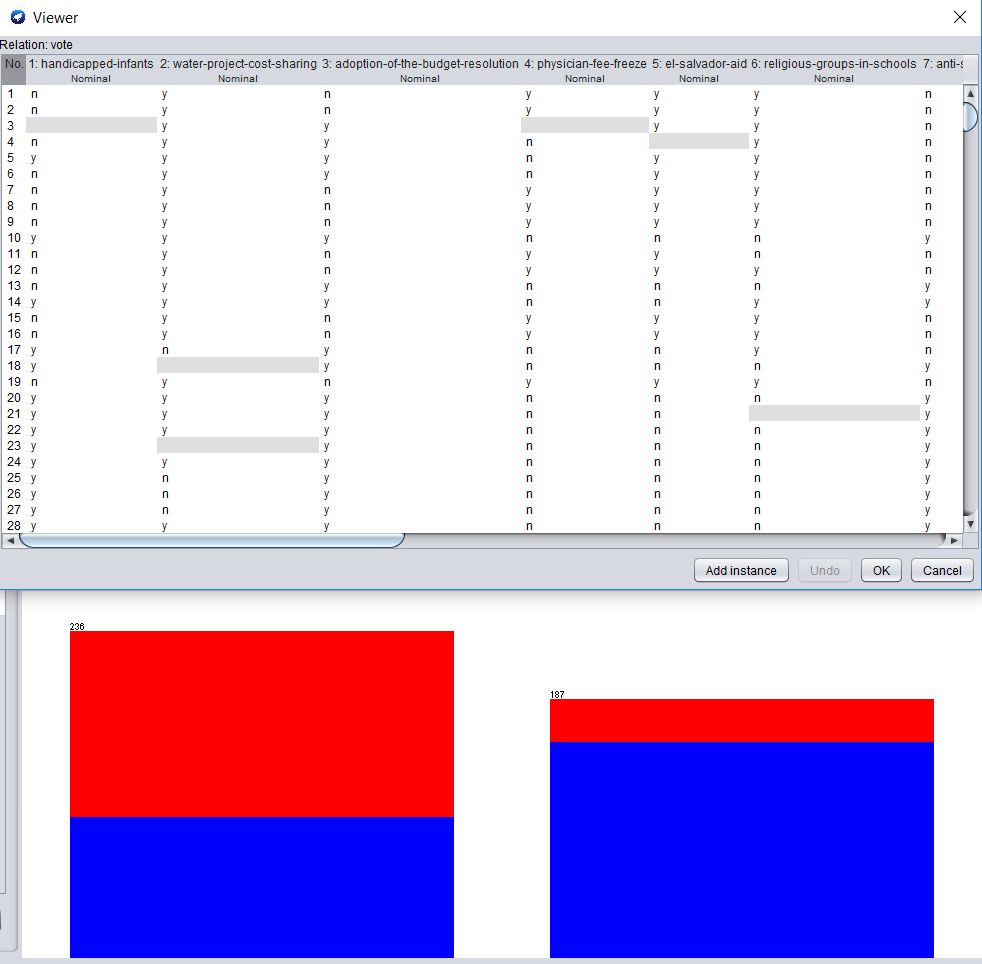 Viewer
Relation: vote
No. 1: handicapped-infants 2: water-project-cost-sharing 3: adoption-of-the-budget-resolution 4: physician-fee-freeze 5: el-salvador-aid 6: religious-groups-in-schools 7: anti-s
Nominal Nominal Nominal Nominal Nominal Nominal
1 n y n y y y n
2 n y n y y y n
3 y y y y n
4 n y y n y n
5 y y y n y y n
6 n y y n y y n
7 n y n y y y n
8 n y n y y y n
9 n y n y y y n
10 y y y n n n y
11 n y n y y n n
12 n y n y y y n
13 n y y n n n y
14 y y y n n y y
15 n y n y y y n
16 n y n y y y n
17 y n y n n y n
18 y y n n n y
19 n y n y y y n
20 y y y n n n y
21 y y y n n y
22 y y y n n n y
23 y y n n n y
24 y y y n n n y
25 y n y n n n y
26 y n y n n n y
27 y n y n n n y
28 y y y n n n y
Add instance Undo OK Cancel
236
187